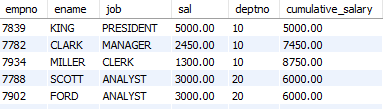 empno ename job sal deptno cumulative_salary
7839 KING PRESIDENT 5000.00 10 5000.00
7782 CLARK MANAGER 2450.00 10 7450.00
7934 MILLER CLERK 1300.00 10 8750.00
7788 SCOTT ANALYST 3000.00 20 6000.00
7902 FORD ANALYST 3000.00 20 6000.00